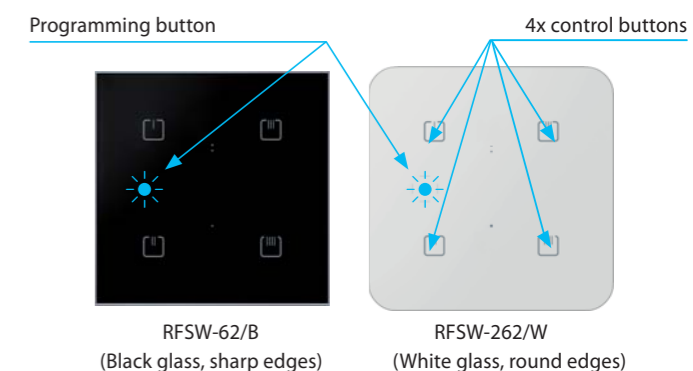 Programming button
4x control buttons
RFSW-62/B
RFSW-262/W
(Black glass, sharp edges)
(White glass, round edges)